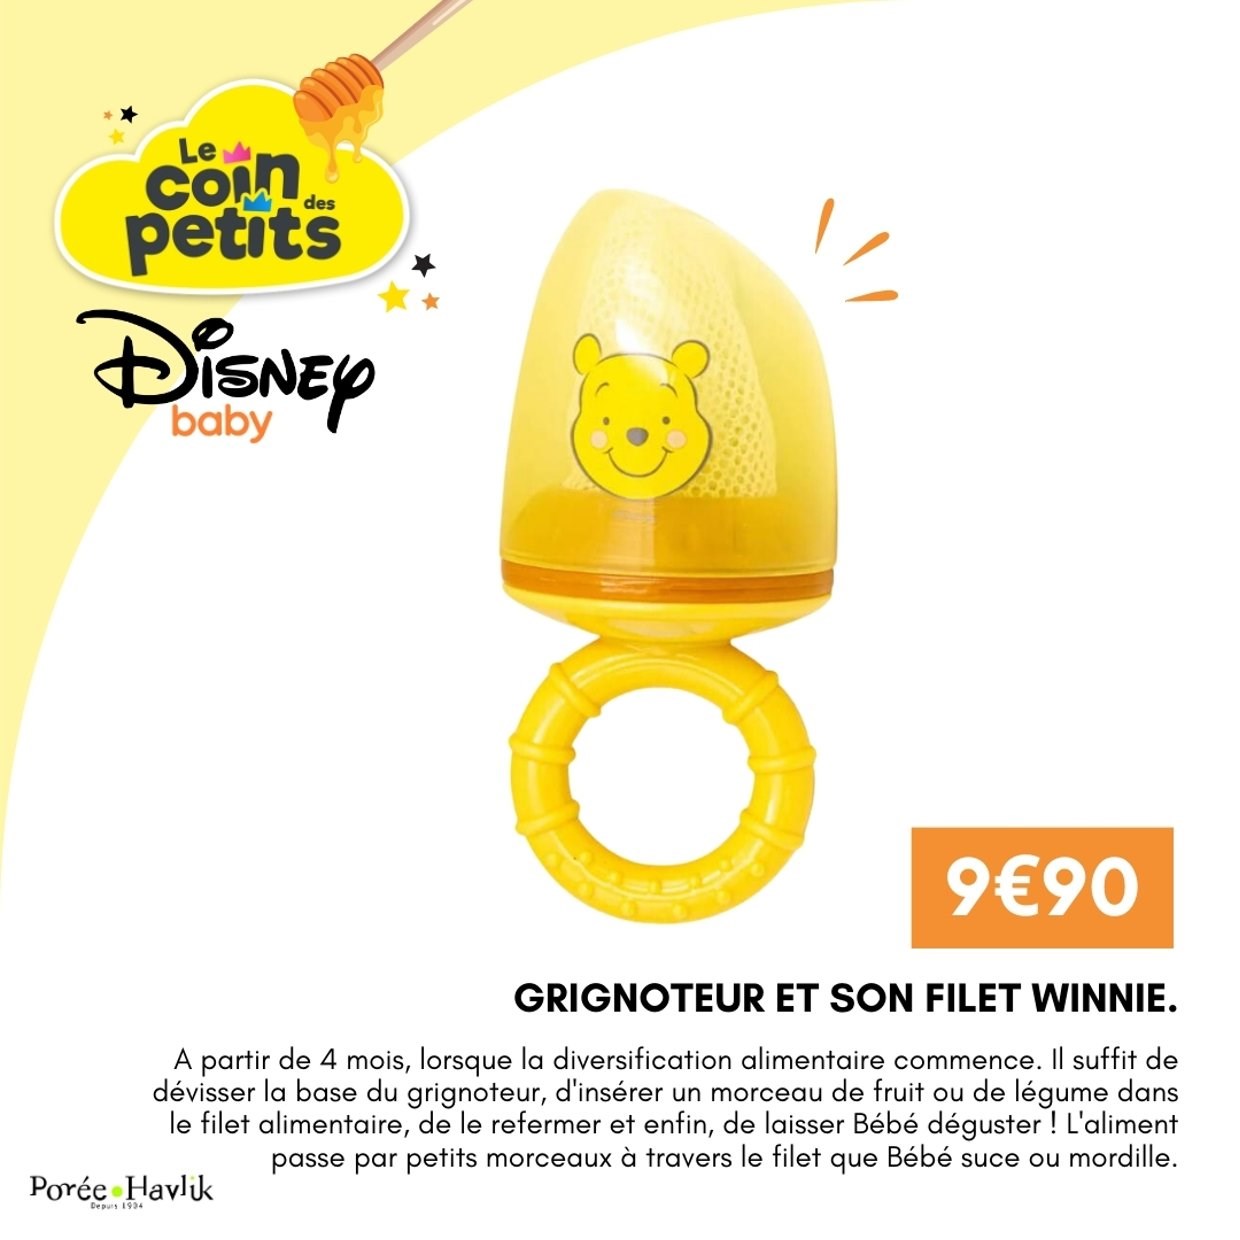 Le
coin
des
petits
Disney
baby
9€90
GRIGNOTEUR ET SON FILET WINNIE.
A partir de 4 mois, lorsque la diversification alimentaire commence. Il suffit de
dévisser la base du grignoteur, d'insérer un morceau de fruit ou de légume dans
le filet alimentaire, de le refermer et enfin, de laisser Bébé déguster ! L'aliment
passe par petits morceaux à travers le filet que Bébé suce ou mordille.
Porée•Havlik
Depuis 1934